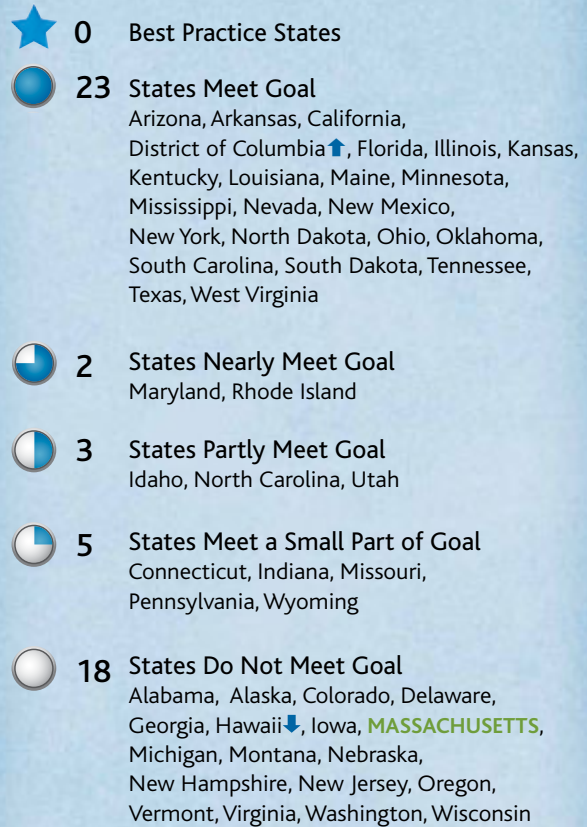 0 Best Practice States
23 States Meet Goal
Arizona, Arkansas, California,
District of Columbia⬆, Florida, Illinois, Kansas,
Kentucky, Louisiana, Maine, Minnesota,
Mississippi, Nevada, New Mexico,
New York, North Dakota, Ohio, Oklahoma,
South Carolina, South Dakota, Tennessee,
Texas, West Virginia
2 States Nearly Meet Goal
Maryland, Rhode Island
3 States Partly Meet Goal
Idaho, North Carolina, Utah
5 States Meet a Small Part of Goal
Connecticut, Indiana, Missouri,
Pennsylvania, Wyoming
18 States Do Not Meet Goal
Alabama, Alaska, Colorado, Delaware,
Georgia, Hawaii⬇, Iowa, MASSACHUSETTS,
Michigan, Montana, Nebraska,
New Hampshire, New Jersey, Oregon,
Vermont, Virginia, Washington, Wisconsin